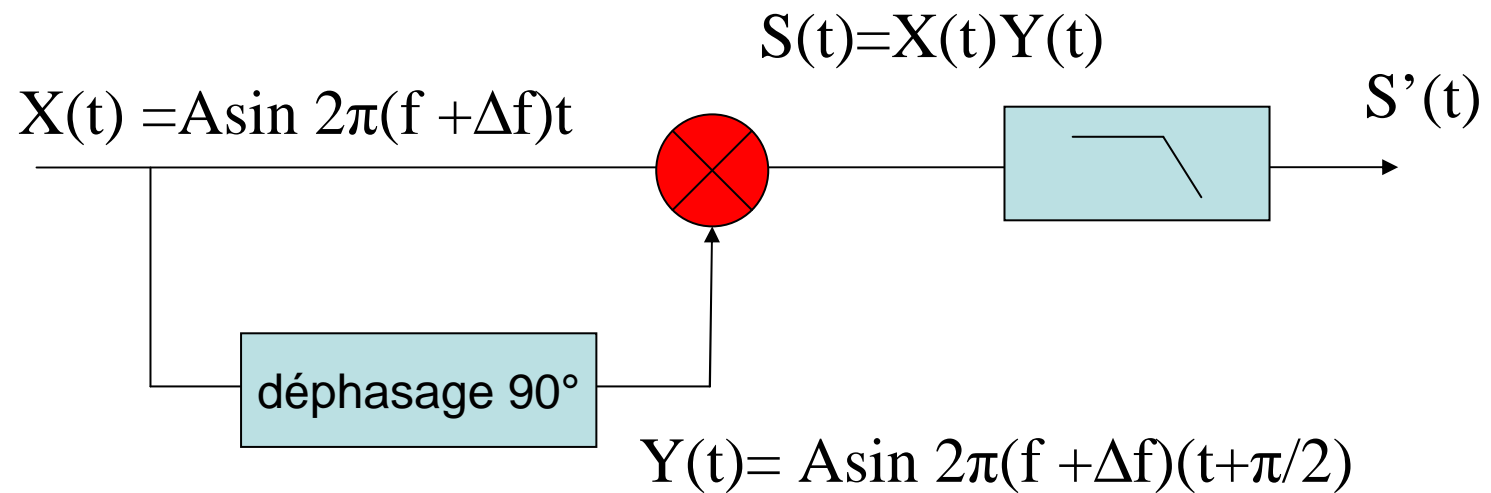 S(t)=X(t)Y(t)
X(t) =Asin 2π(f +Δf)t
S’(t)
déphasage 90°
Y(t)= Asin 2π(f +Δf)(t+π/2)